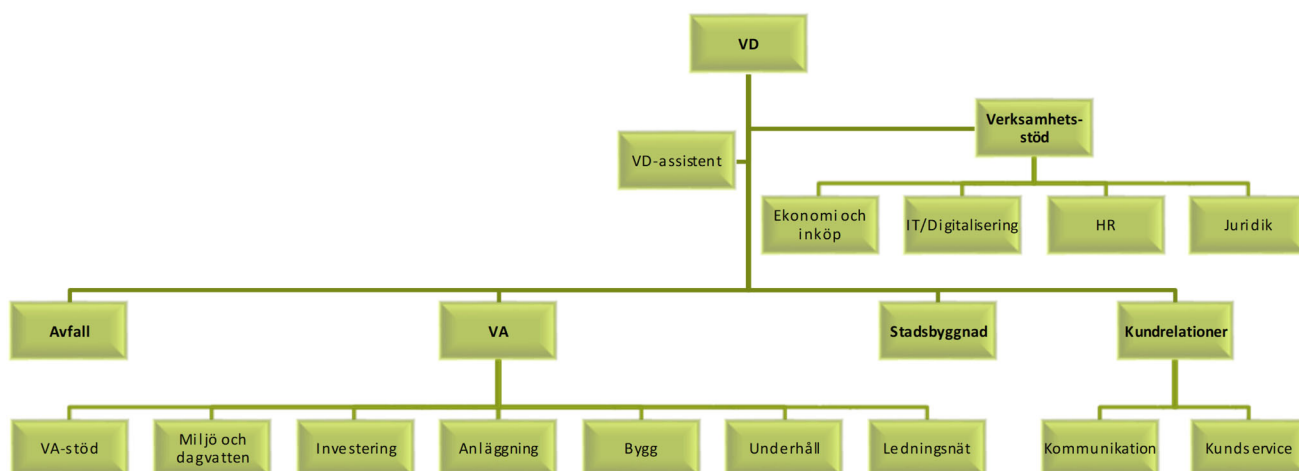 VD
Verksamhets-
stöd
VD-assistent
Ekonomi och
inköp
IT/Digitalisering
HR
Juridik
Avfall
VA
Stadsbyggnad
Kundrelationer
VA-stöd
Miljö och
dagvatten
Investering
Anläggning
Bygg
Underhåll
Ledningsnät
Kommunikation
Kundservice